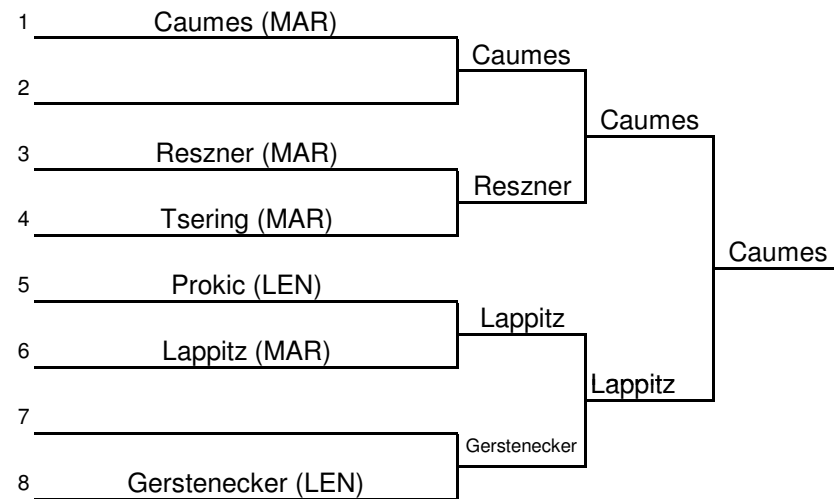 1 Caumes (MAR)
Caumes
2
Caumes
3 Reszner (MAR)
Reszner
4 Tsering (MAR)
Caumes
5 Prokic (LEN)
Lappitz
6 Lappitz (MAR)
Lappitz
7
Gerstenecker
8 Gerstenecker (LEN)